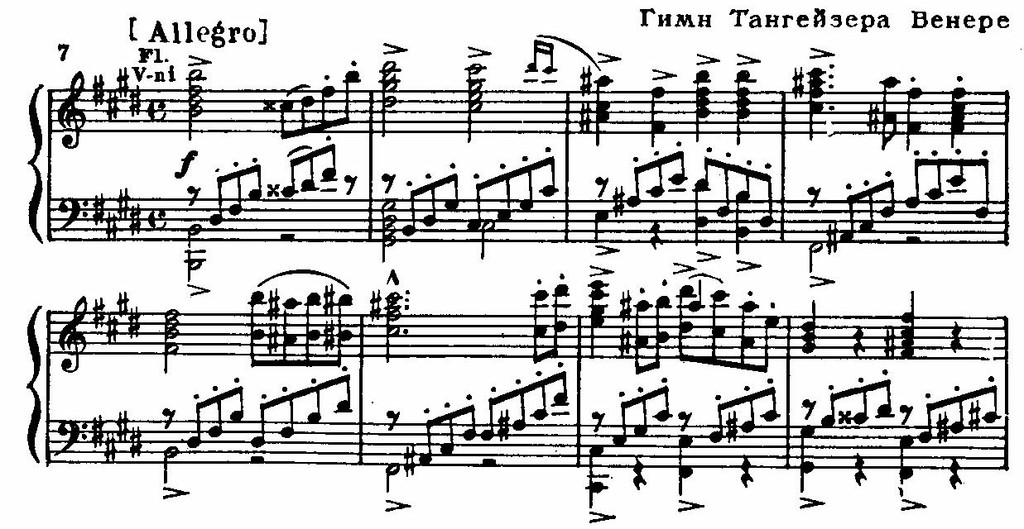 Гимн Тангейзера Венере
[Allegro]
7
Fl.
V-ni
f